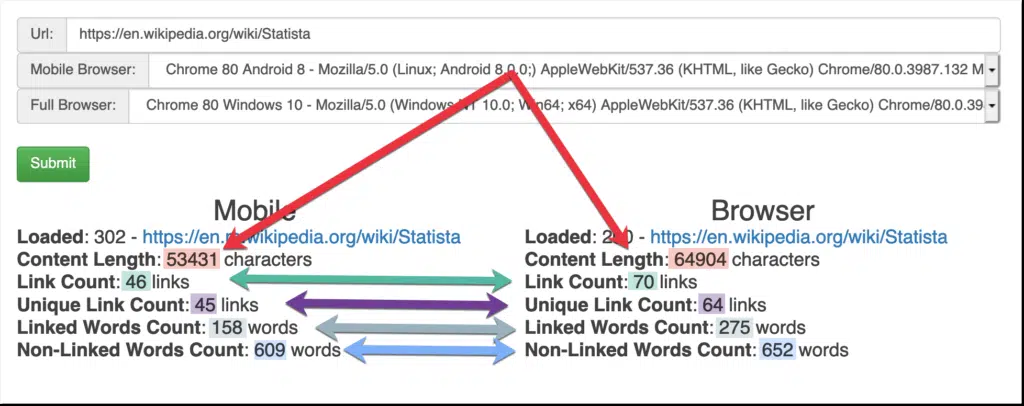 Url: https://en.wikipedia.org/wiki/Statista
Mobile Browser: Chrome 80 Android 8 - Mozilla/5.0 (Linux; Android 8.0.0;) AppleWebKit/537.36 (KHTML, like Gecko) Chrome/80.0.3987.132 M
Full Browser: Chrome 80 Windows 10 - Mozilla/5.0 (Windows NT 10.0; Win64; x64) AppleWebKit/537.36 (KHTML, like Gecko) Chrome/80.0.39
Submit
Mobile
Loaded: 302 - https://en.m.wikipedia.org/wiki/Statista
Content Length: 53431 characters
Link Count: 46 links
Unique Link Count: 45 links
Linked Words Count: 158 words
Non-Linked Words Count: 609 words
Browser
Loaded: 200 - https://en.wikipedia.org/wiki/Statista
Content Length: 64904 characters
Link Count: 70 links
Unique Link Count: 64 links
Linked Words Count: 275 words
Non-Linked Words Count: 652 words